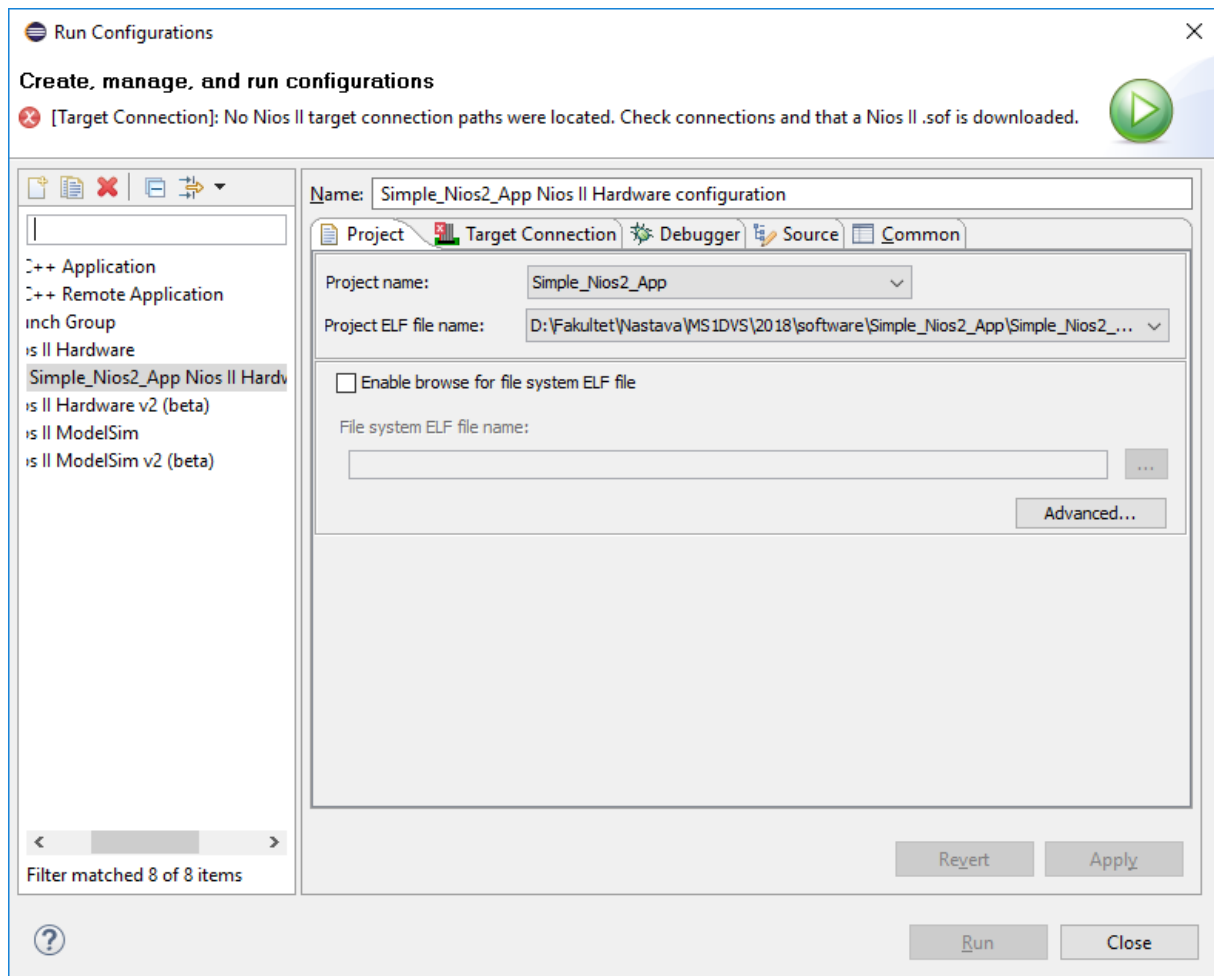 Run Configurations
Create, manage, and run configurations
[Target Connection]: No Nios II target connection paths were located. Check connections and that a Nios II .sof is downloaded.
Name: Simple_Nios2_App Nios II Hardware configuration
Project Target Connection Debugger Source Common
C++ Application
C++ Remote Application
unch Group
os II Hardware
Simple_Nios2_App Nios II Hardw
os II Hardware v2 (beta)
os II ModelSim
os II ModelSim v2 (beta)
Filter matched 8 of 8 items
Project name: Simple_Nios2_App
Project ELF file name: D:\Fakultet\Nastava\MS1DVS\2018\software\Simple_Nios2_App\Simple_Nios2_...
Enable browse for file system ELF file
File system ELF file name:
...
Advanced...
Revert Apply
? Run Close